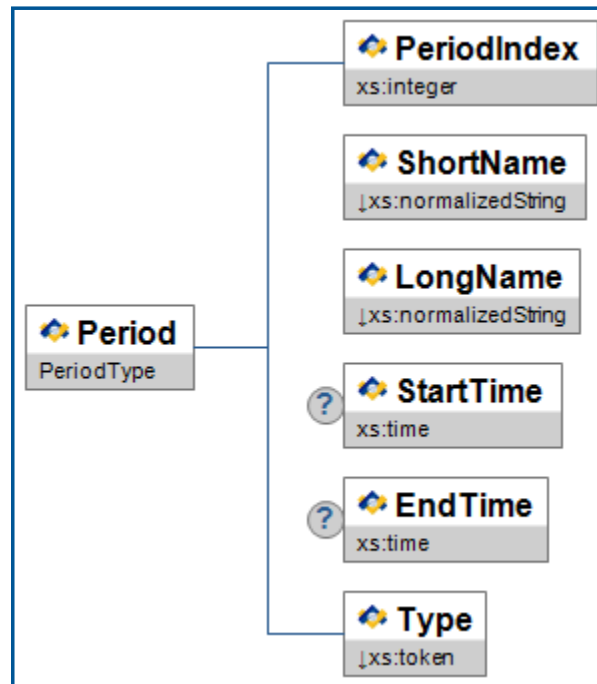 PeriodIndex
xs:integer
ShortName
↓xs:normalizedString
LongName
↓xs:normalizedString
Period
PeriodType
?
StartTime
xs:time
?
EndTime
xs:time
Type
↓xs:token